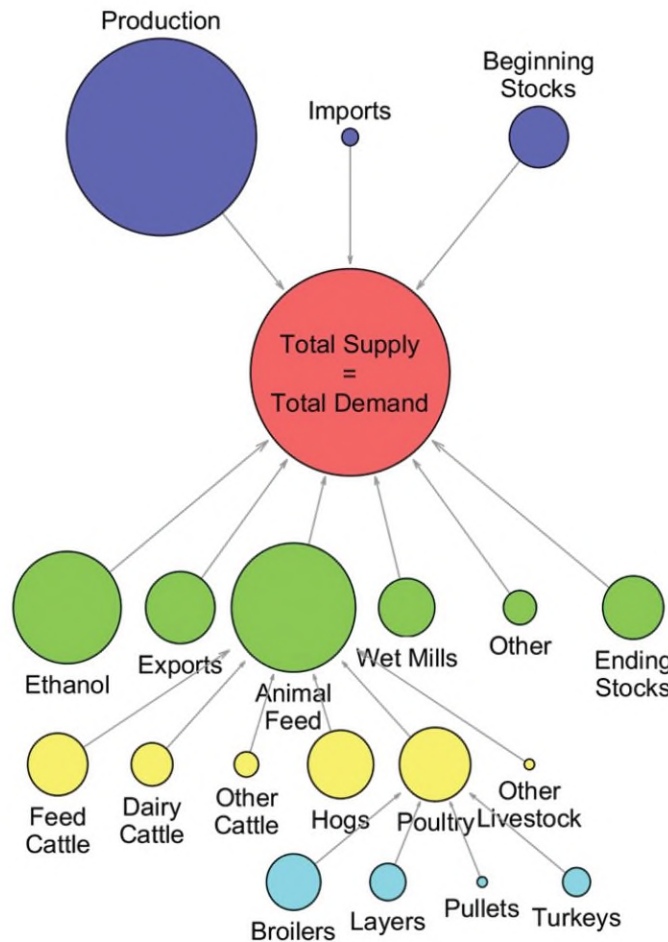 Production
Imports
Beginning
Stocks
Total Supply
=
Total Demand
Ethanol
Exports
Animal
Feed
Wet Mills
Other
Ending
Stocks
Feed
Cattle
Dairy
Cattle
Other
Cattle
Hogs
Poultry
Other
Livestock
Broilers
Layers
Pullets
Turkeys